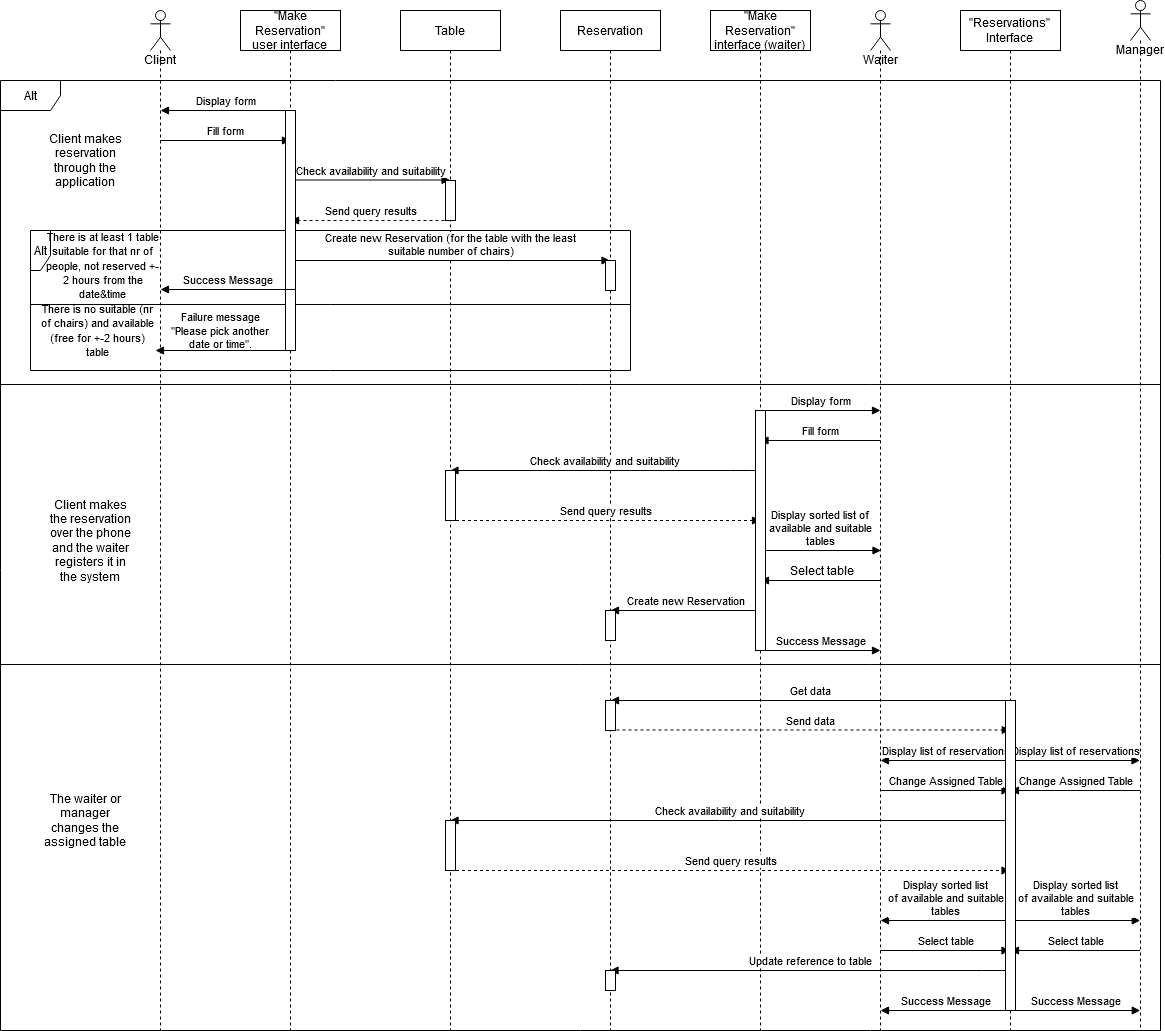 "Make
Reservation"
user interface
Table
Reservation
"Make
Reservation"
interface (waiter)
"Reservations"
Interface
Client
Waiter
Manager
Alt
Display form
Fill form
Client makes
reservation
through the
application
Check availability and suitability
Send query results
Alt
There is at least 1 table
suitable for that nr of
people, not reserved +-
2 hours from the
date&time
Create new Reservation (for the table with the least
suitable number of chairs)
Success Message
There is no suitable (nr
of chairs) and available
(free for +-2 hours)
table
Failure message
"Please pick another
date or time".
Display form
Fill form
Check availability and suitability
Client makes
the reservation
over the phone
and the waiter
registers it in
the system
Send query results
Display sorted list of
available and suitable
tables
Select table
Create new Reservation
Success Message
Get data
Send data
Display list of reservations
Display list of reservations
Change Assigned Table
Change Assigned Table
The waiter or
manager
changes the
assigned table
Check availability and suitability
Send query results
Display sorted list
of available and suitable
tables
Display sorted list
of available and suitable
tables
Select table
Select table
Update reference to table
Success Message
Success Message